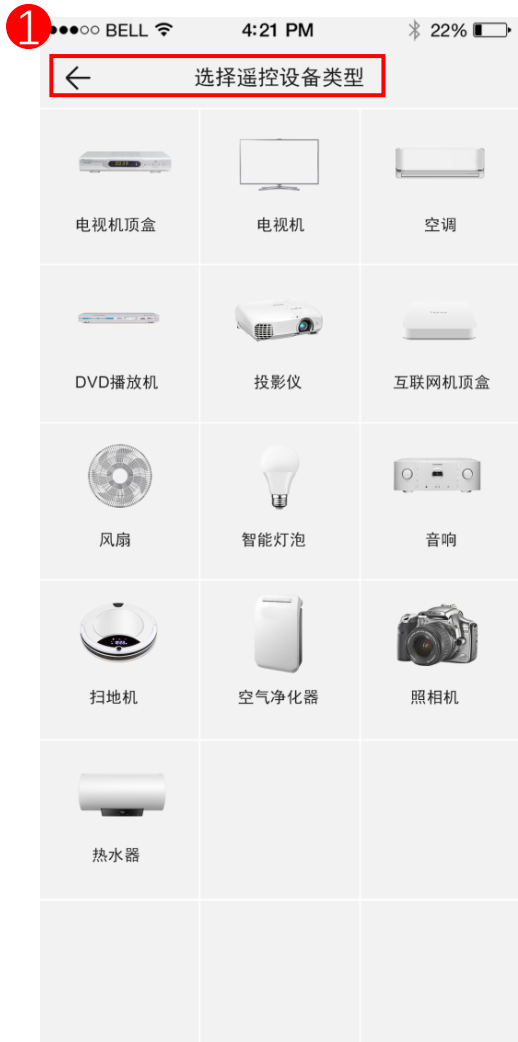 1
●●●○○ BELL 4:21 PM 22%
← 选择遥控设备类型
电视机顶盒 电视机 空调
DVD播放机 投影仪 互联网机顶盒
风扇 智能灯泡 音响
扫地机 空气净化器 照相机
热水器